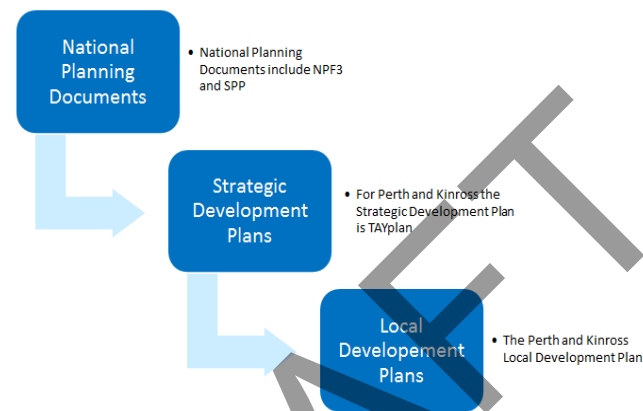 National
Planning
Documents
• National Planning
Documents include NPF3
and SPP
Strategic
Development
Plans
• For Perth and Kinross the
Strategic Development Plan
is TAYplan
Local
Developement
Plans
• The Perth and Kinross
Local Development Plan